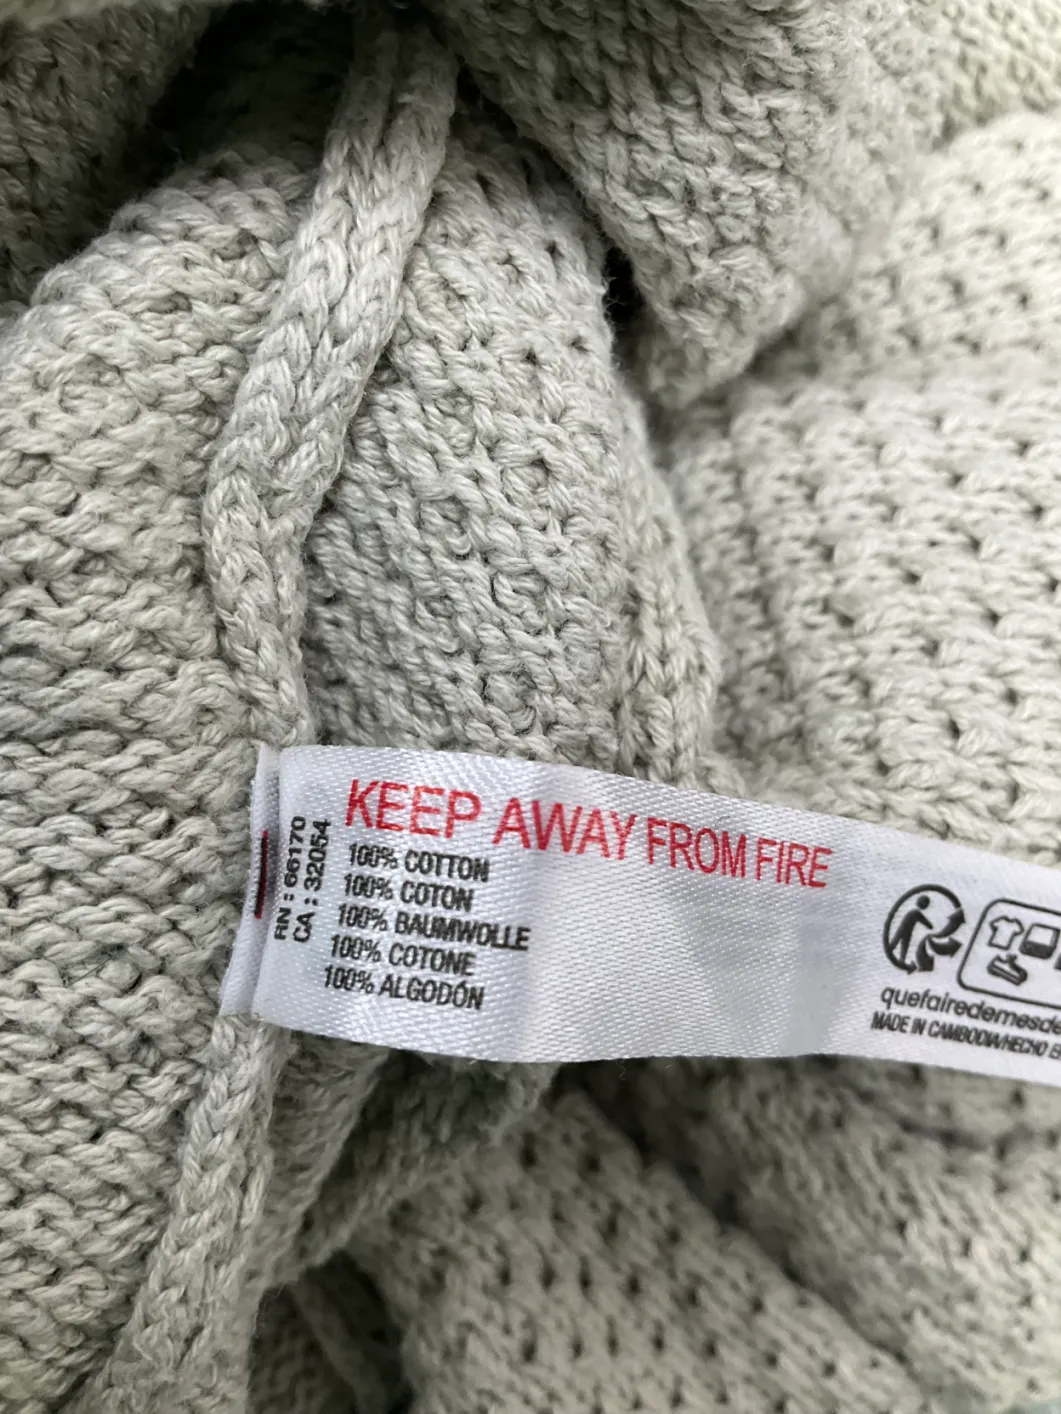 KEEP AWAY FROM FIRE
RN : 66170
CA : 32054
100% COTTON
100% COTON
100% BAUMWOLLE
100% COTONE
100% ALGODÓN
quefairedemesd
MADE IN CAMBODIA/HECHO E